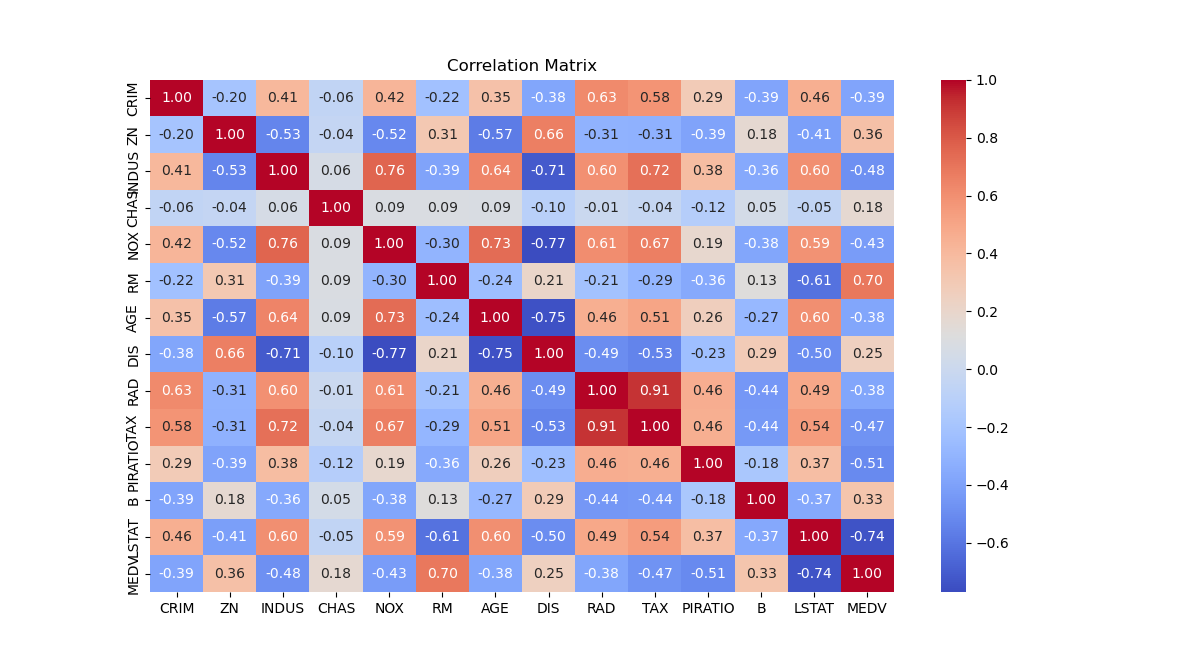 Correlation Matrix
CRIM 1.00 -0.20 0.41 -0.06 0.42 -0.22 0.35 -0.38 0.63 0.58 0.29 -0.39 0.46 -0.39
ZN -0.20 1.00 -0.53 -0.04 -0.52 0.31 -0.57 0.66 -0.31 -0.31 -0.39 0.18 -0.41 0.36
INDUS 0.41 -0.53 1.00 0.06 0.76 -0.39 0.64 -0.71 0.60 0.72 0.38 -0.36 0.60 -0.48
CHAS -0.06 -0.04 0.06 1.00 0.09 0.09 0.09 -0.10 -0.01 -0.04 -0.12 0.05 -0.05 0.18
NOX 0.42 -0.52 0.76 0.09 1.00 -0.30 0.73 -0.77 0.61 0.67 0.19 -0.38 0.59 -0.43
RM -0.22 0.31 -0.39 0.09 -0.30 1.00 -0.24 0.21 -0.21 -0.29 -0.36 0.13 -0.61 0.70
AGE 0.35 -0.57 0.64 0.09 0.73 -0.24 1.00 -0.75 0.46 0.51 0.26 -0.27 0.60 -0.38
DIS -0.38 0.66 -0.71 -0.10 -0.77 0.21 -0.75 1.00 -0.49 -0.53 -0.23 0.29 -0.50 0.25
RAD 0.63 -0.31 0.60 -0.01 0.61 -0.21 0.46 -0.49 1.00 0.91 0.46 -0.44 0.49 -0.38
TAX 0.58 -0.31 0.72 -0.04 0.67 -0.29 0.51 -0.53 0.91 1.00 0.46 -0.44 0.54 -0.47
PIRATIO 0.29 -0.39 0.38 -0.12 0.19 -0.36 0.26 -0.23 0.46 0.46 1.00 -0.18 0.37 -0.51
B -0.39 0.18 -0.36 0.05 -0.38 0.13 -0.27 0.29 -0.44 -0.44 -0.18 1.00 -0.37 0.33
LSTAT 0.46 -0.41 0.60 -0.05 0.59 -0.61 0.60 -0.50 0.49 0.54 0.37 -0.37 1.00 -0.74
MEDV -0.39 0.36 -0.48 0.18 -0.43 0.70 -0.38 0.25 -0.38 -0.47 -0.51 0.33 -0.74 1.00
CRIM ZN INDUS CHAS NOX RM AGE DIS RAD TAX PIRATIO B LSTAT MEDV
1.0
0.8
0.6
0.4
0.2
0.0
−0.2
−0.4
−0.6